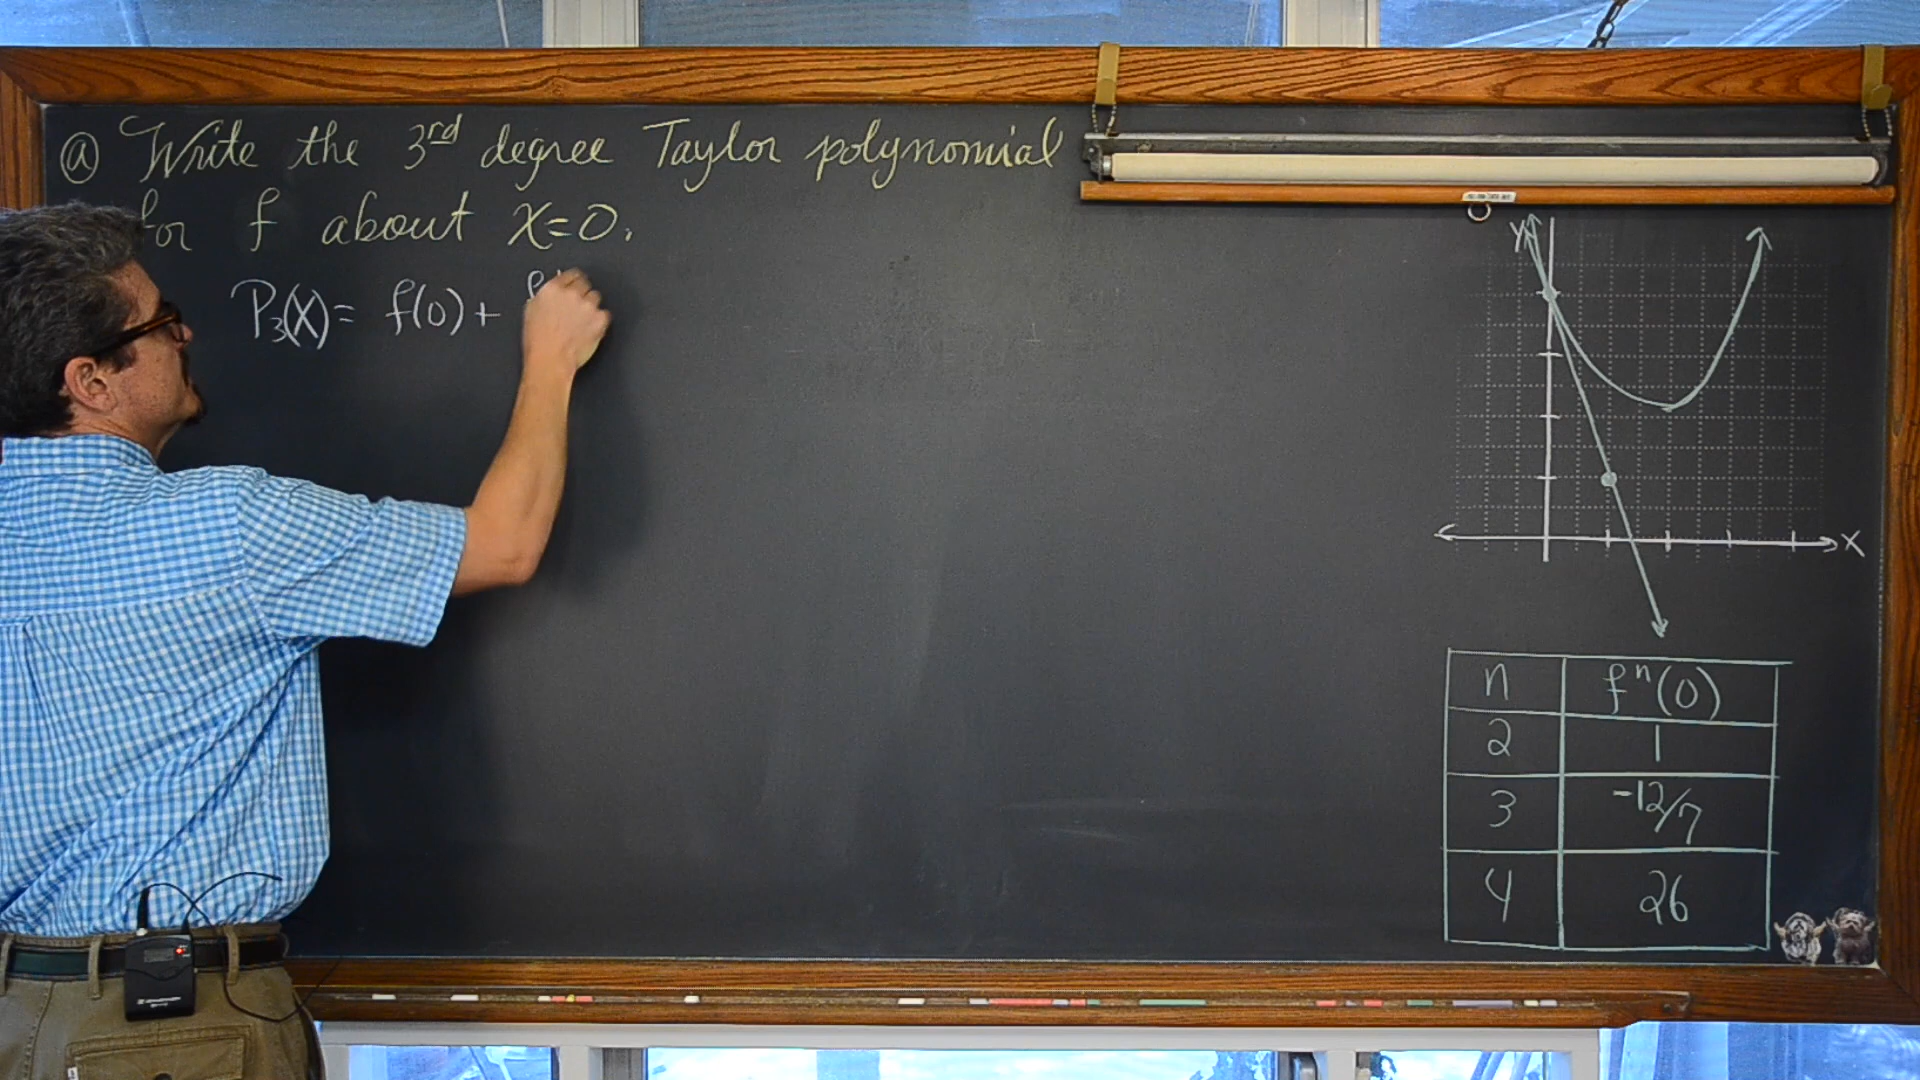 ⓐ Write the 3rd degree Taylor polynomial
for f about x=0.
P₃(x)= f(0)+ f'
y
x
n fⁿ(0)
2 1
3 -12/7
4 26